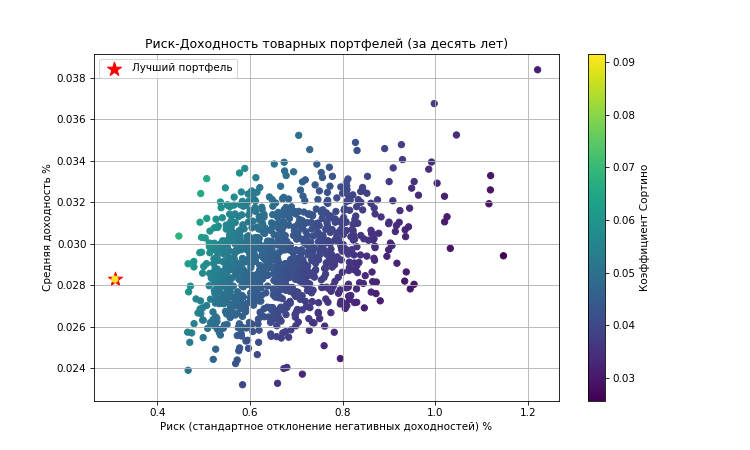 Риск-Доходность товарных портфелей (за десять лет)
Лучший портфель
Средняя доходность %
0.038
0.036
0.034
0.032
0.030
0.028
0.026
0.024
0.4 0.6 0.8 1.0 1.2
Риск (стандартное отклонение негативных доходностей) %
0.09
0.08
0.07
0.06
0.05
0.04
0.03
Коэффициент Сортино